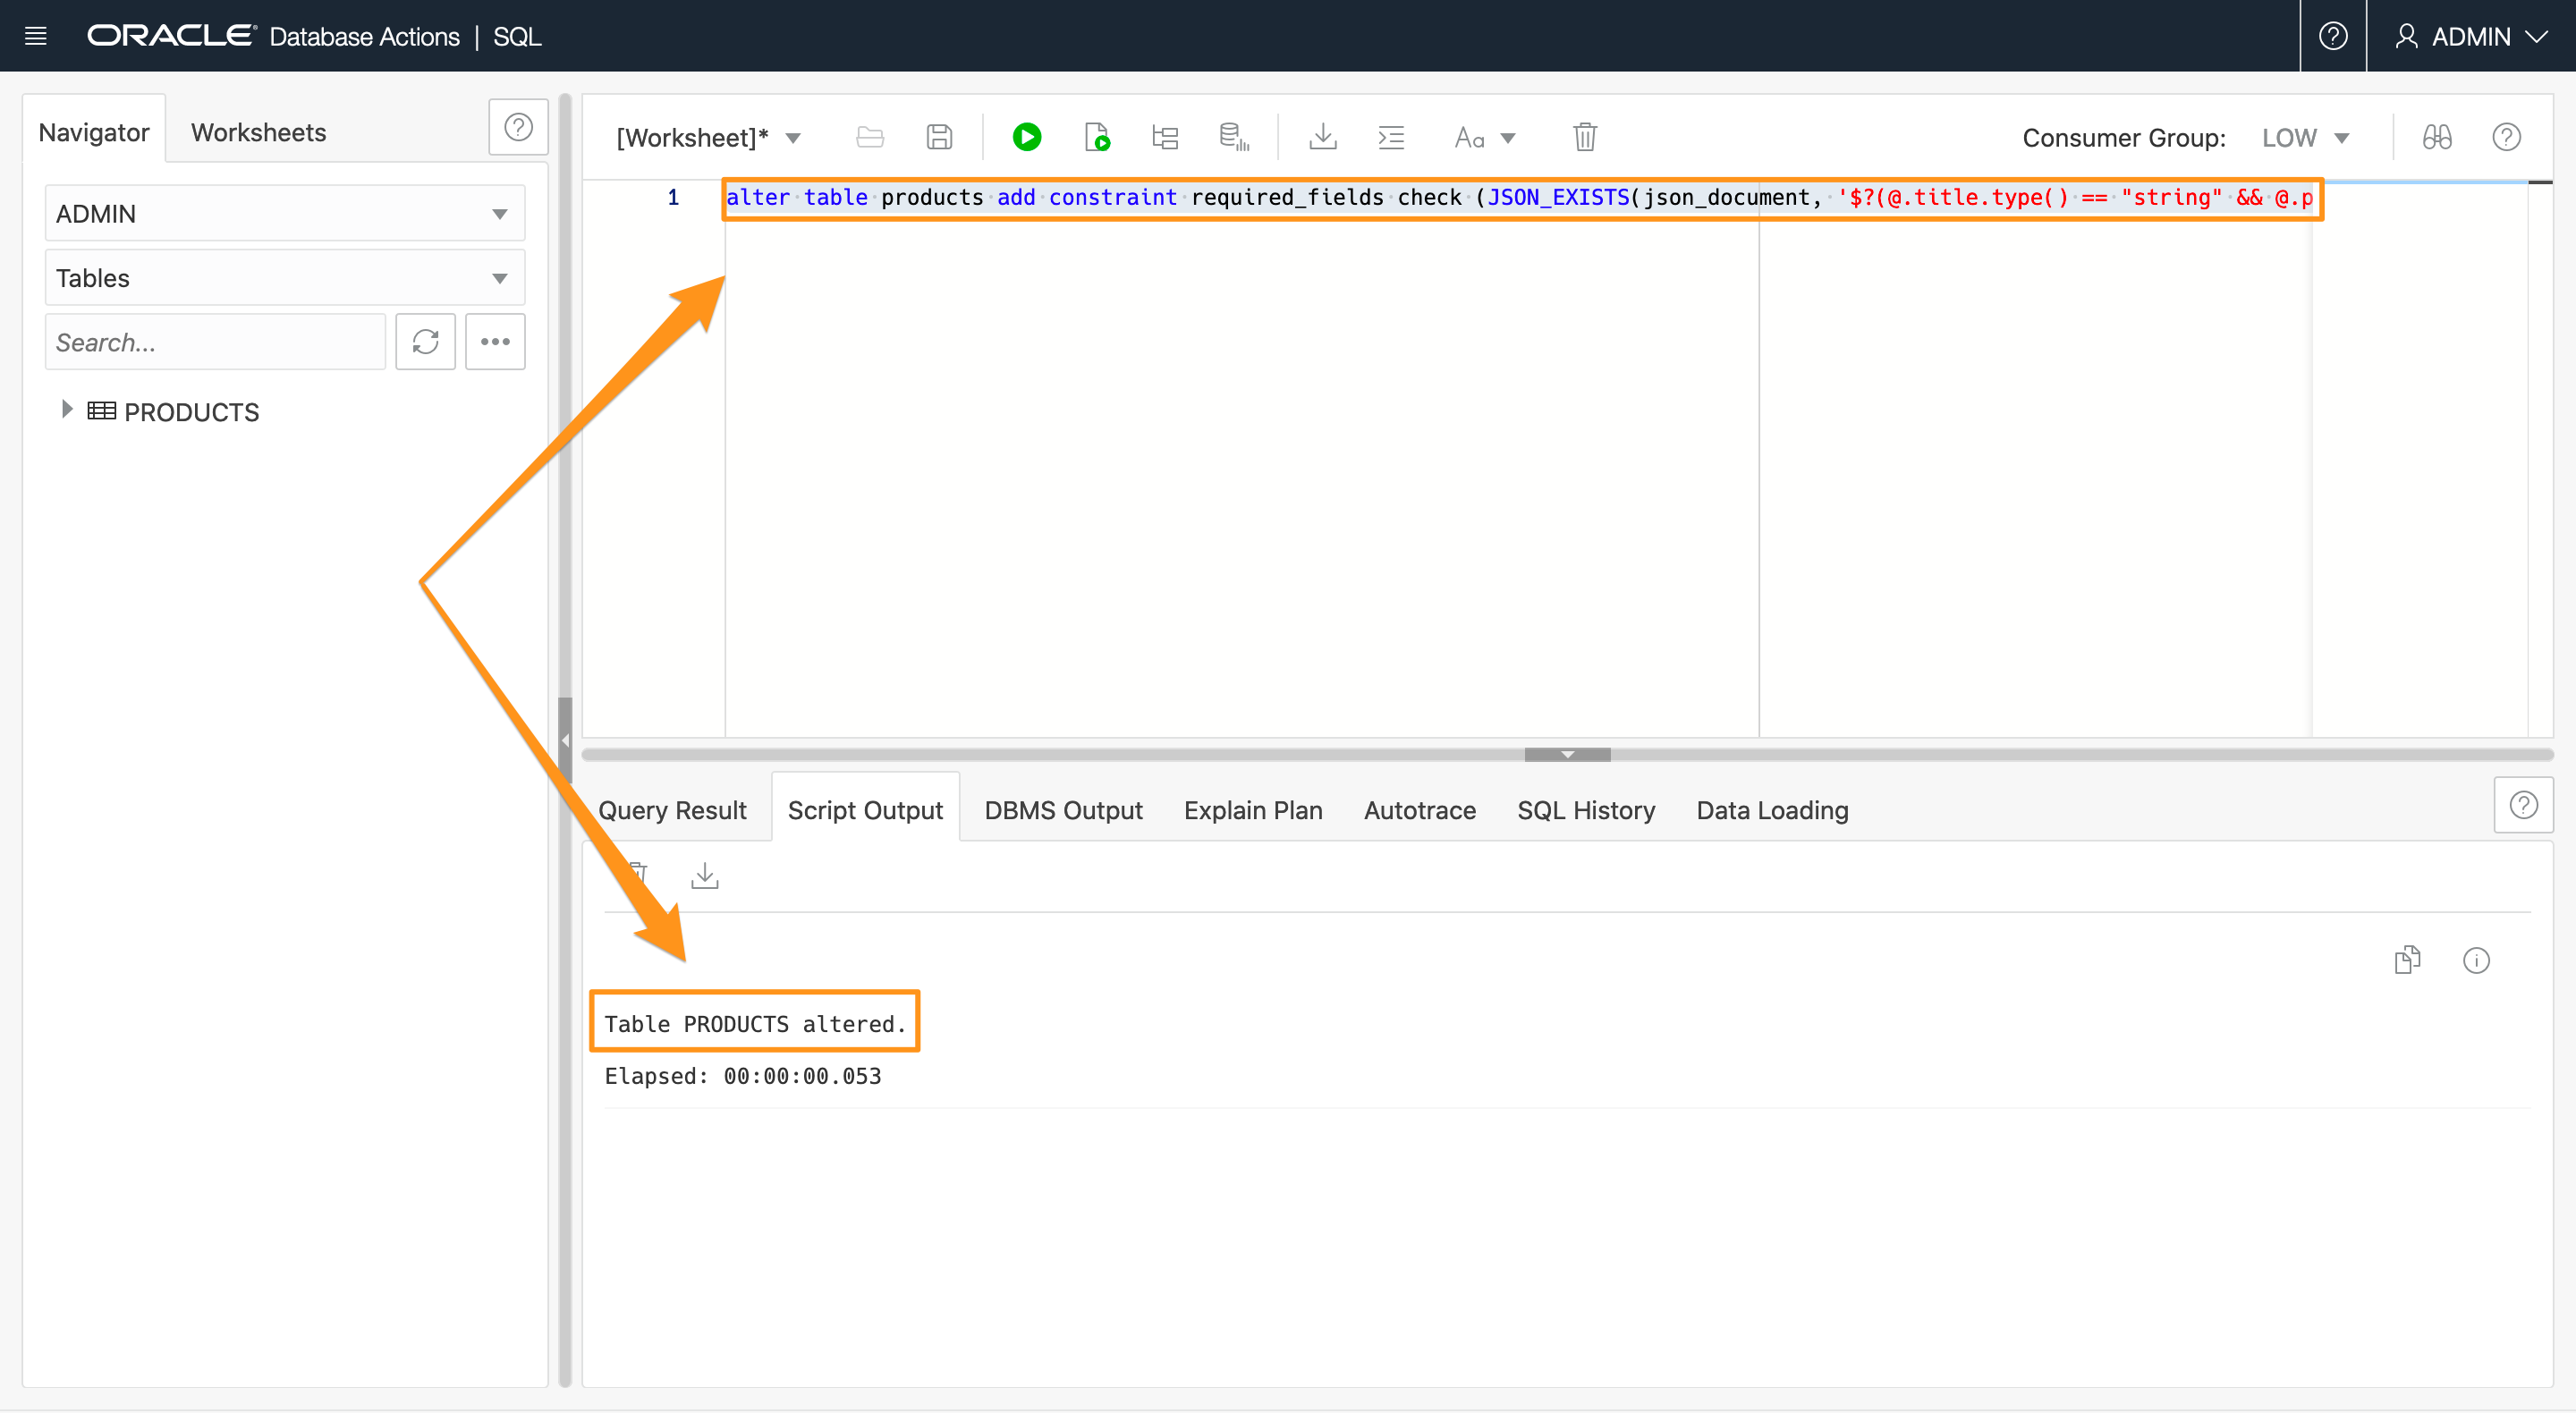 ORACLE Database Actions | SQL
ADMIN
Navigator
Worksheets
ADMIN
Tables
Search...
PRODUCTS
[Worksheet]*
Aa
Consumer Group: LOW
1
alter table products add constraint required_fields check (JSON_EXISTS(json_document, '$?(@.title.type() == "string" && @.p
Query Result
Script Output
DBMS Output
Explain Plan
Autotrace
SQL History
Data Loading
Table PRODUCTS altered.
Elapsed: 00:00:00.053